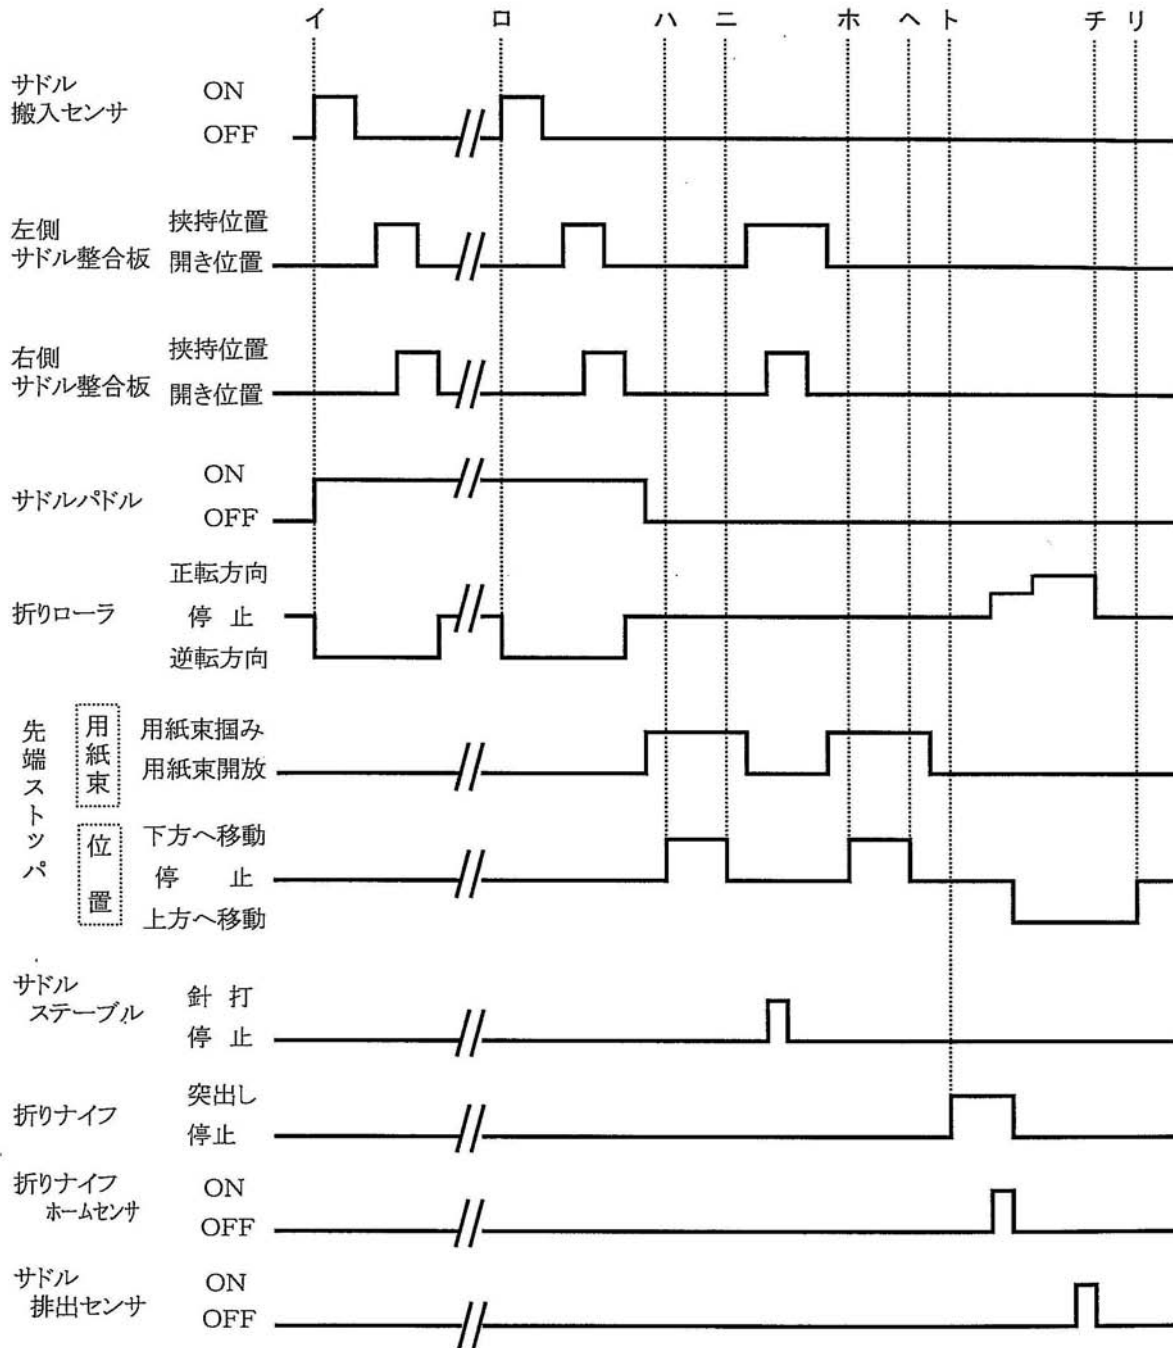 イ ロ ハ ニ ホ ヘ ト チ リ
サドル
搬入センサ
ON
OFF
左側
サドル整合板
挟持位置
開き位置
右側
サドル整合板
挟持位置
開き位置
サドルパドル
ON
OFF
折りローラ
正転方向
停 止
逆転方向
先端ストッパ
用紙束
用紙束掴み
用紙束開放
位置
下方へ移動
停 止
上方へ移動
サドル
ステーブル
針 打
停 止
折りナイフ
突出し
停止
折りナイフ
ホームセンサ
ON
OFF
サドル
排出センサ
ON
OFF